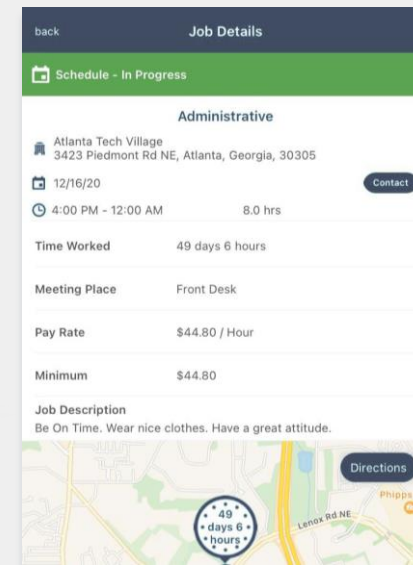 back Job Details
Schedule - In Progress
Administrative
Atlanta Tech Village
3423 Piedmont Rd NE, Atlanta, Georgia, 30305
12/16/20 Contact
4:00 PM - 12:00 AM 8.0 hrs
Time Worked 49 days 6 hours
Meeting Place Front Desk
Pay Rate $44.80 / Hour
Minimum $44.80
Job Description
Be On Time. Wear nice clothes. Have a great attitude.
Directions
Phipps
49
days 6
hours
Lenox Rd NE